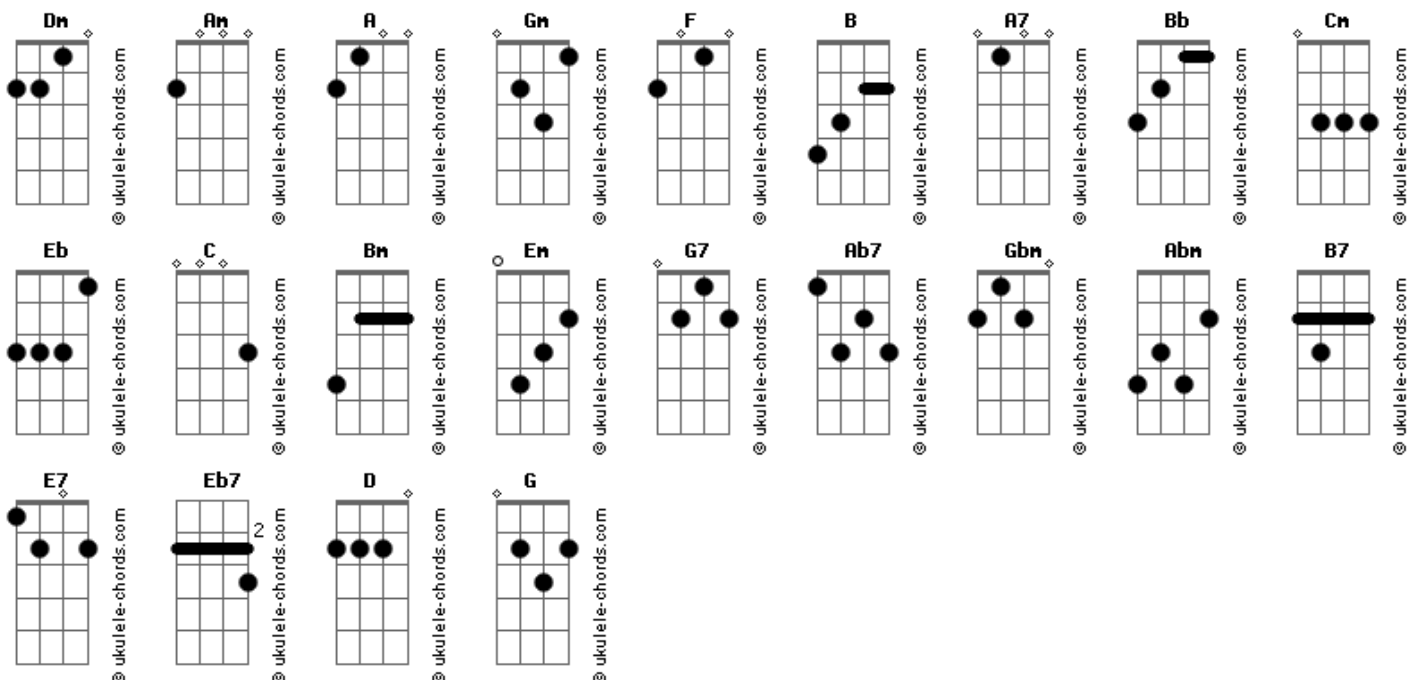 Dm Am A Gm F B A7 Bb Cm
© ukulele-chords.com © ukulele-chords.com © ukulele-chords.com © ukulele-chords.com © ukulele-chords.com © ukulele-chords.com © ukulele-chords.com © ukulele-chords.com © ukulele-chords.com
Eb C Bm Em G7 Ab7 Gbm Abm B7
© ukulele-chords.com © ukulele-chords.com © ukulele-chords.com © ukulele-chords.com © ukulele-chords.com © ukulele-chords.com © ukulele-chords.com © ukulele-chords.com © ukulele-chords.com
E7 Eb7 D G
2
© ukulele-chords.com © ukulele-chords.com © ukulele-chords.com © ukulele-chords.com